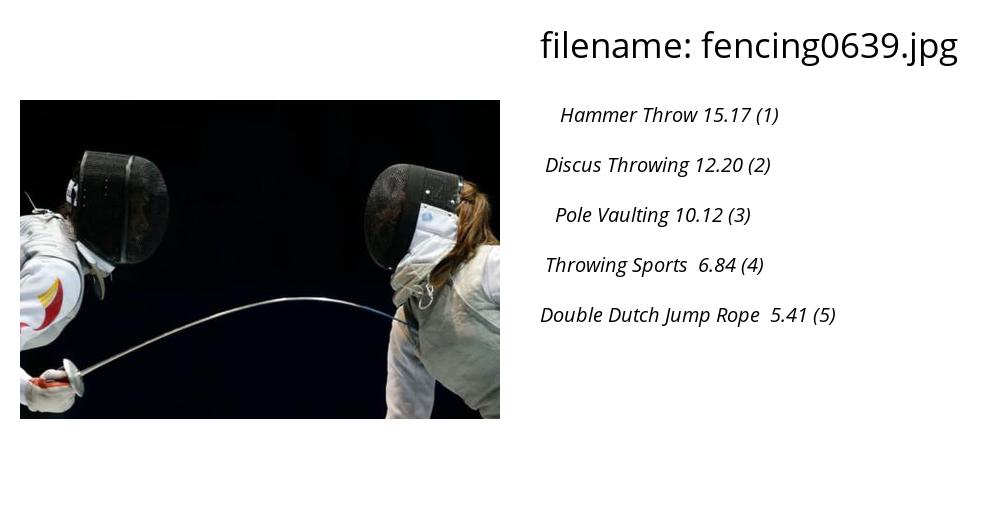 filename: fencing0639.jpg
Hammer Throw 15.17 (1)
Discus Throwing 12.20 (2)
Pole Vaulting 10.12 (3)
Throwing Sports 6.84 (4)
Double Dutch Jump Rope 5.41 (5)